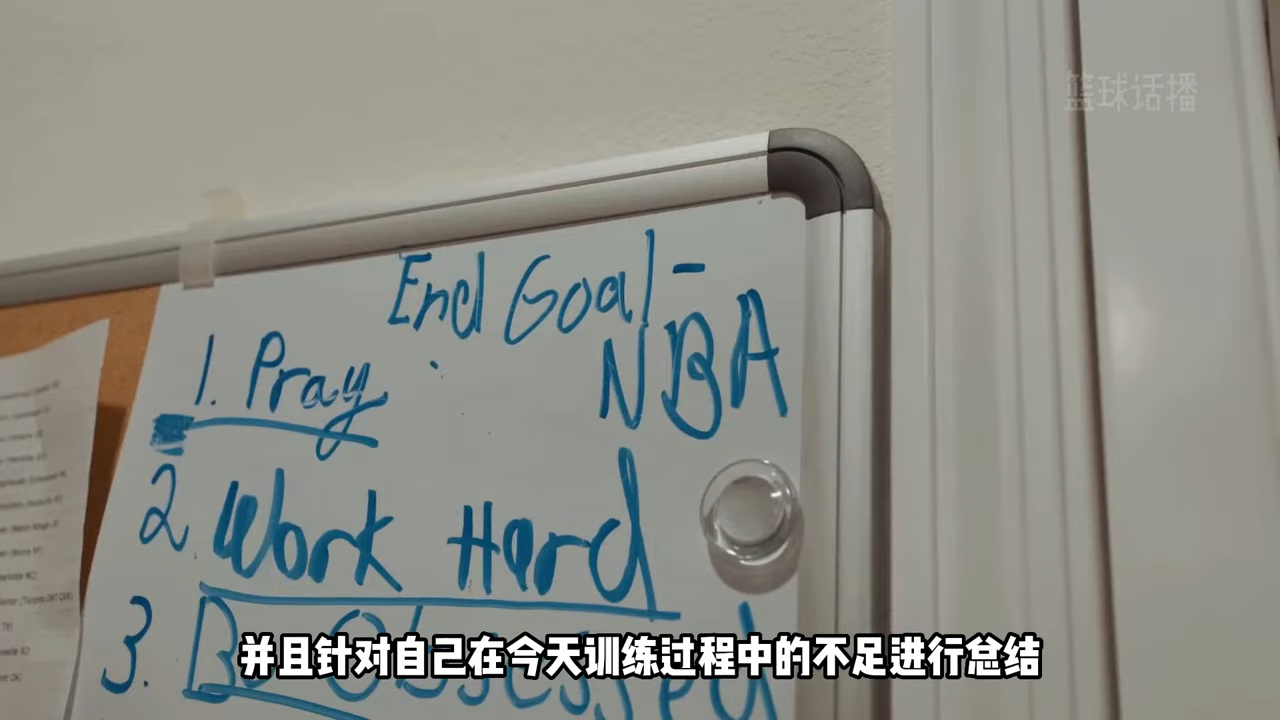 篮球话播
End Goal-
NBA
1. Pray
2 Work Hard
3. Be Obsessed
并且针对自己在今天训练过程中的不足进行总结